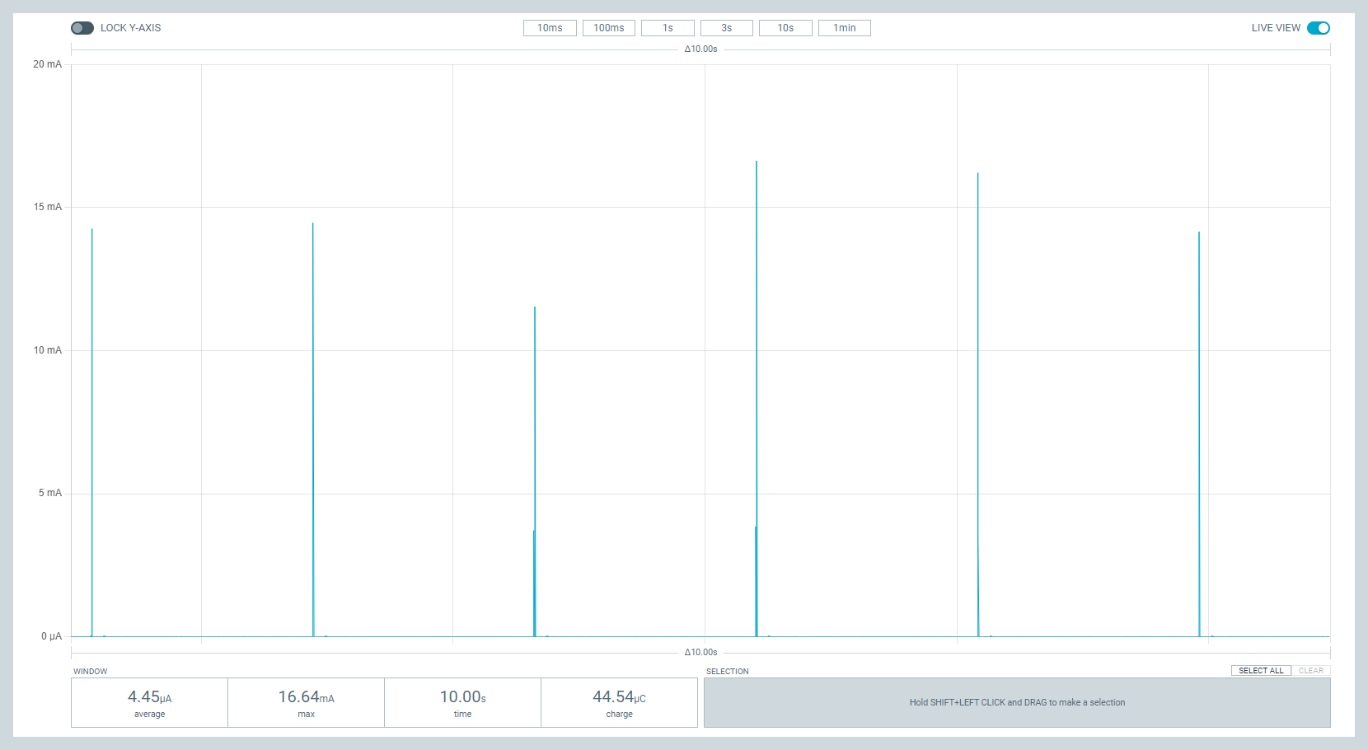 LOCK Y-AXIS 10ms 100ms 1s 3s 10s 1min LIVE VIEW
Δ10.00s
20 mA
15 mA
10 mA
5 mA
0 μA
Δ10.00s
WINDOW SELECTION SELECT ALL CLEAR
4.45μA 16.64mA 10.00s 44.54μC
average max time charge
Hold SHIFT+LEFT CLICK and DRAG to make a selection